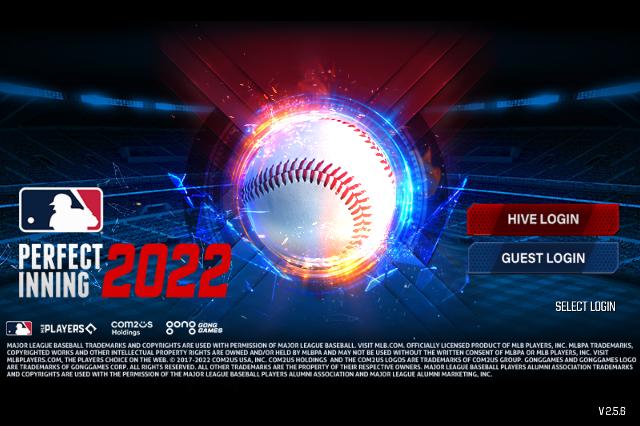 HIVE LOGIN
PERFECT
INNING 2022
GUEST LOGIN
SELECT LOGIN
PLAYERS
COM2US
Holdings
gong GONG
GAMES
MAJOR LEAGUE BASEBALL TRADEMARKS AND COPYRIGHTS ARE USED WITH PERMISSION OF MAJOR LEAGUE BASEBALL. VISIT MLB.COM. OFFICIALLY LICENSED PRODUCT OF MLB PLAYERS, INC. MLBPA TRADEMARKS,
COPYRIGHTED WORKS AND OTHER INTELLECTUAL PROPERTY RIGHTS ARE OWNED AND/OR HELD BY MLBPA AND MAY NOT BE USED WITHOUT THE WRITTEN CONSENT OF MLBPA OR MLB PLAYERS, INC. VISIT
MLBPLAYERS.COM, THE PLAYERS CHOICE ON THE WEB. © 2017-2022 COM2US USA, INC. COM2US HOLDINGS AND THE COM2US LOGOS ARE TRADEMARKS OF COM2US GROUP. GONGGAMES AND GONGGAMES LOGO
ARE TRADEMARKS OF GONGGAMES CORP. ALL RIGHTS RESERVED. ALL OTHER TRADEMARKS ARE THE PROPERTY OF THEIR RESPECTIVE OWNERS. MAJOR LEAGUE BASEBALL PLAYERS ALUMNI ASSOCIATION TRADEMARKS
AND COPYRIGHTS ARE USED WITH THE PERMISSION OF THE MAJOR LEAGUE BASEBALL PLAYERS ALUMNI ASSOCIATION AND MAJOR LEAGUE ALUMNI MARKETING, INC.
V 2.5.6